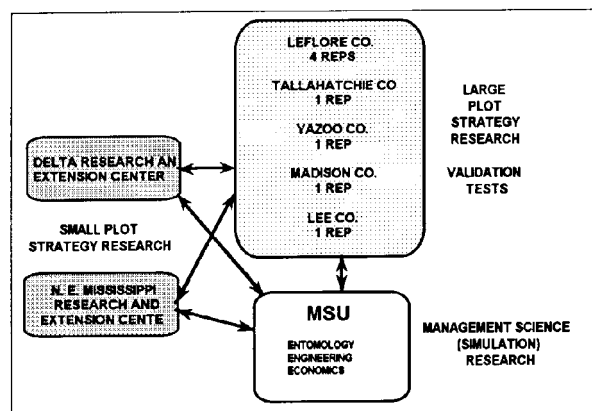 LEFLORE CO.
4 REPS
TALLAHATCHIE CO
1 REP
YAZOO CO.
1 REP
MADISON CO.
1 REP
LEE CO.
1 REP
LARGE
PLOT
STRATEGY
RESEARCH
VALIDATION
TESTS
DELTA RESEARCH AN
EXTENSION CENTER
SMALL PLOT
STRATEGY RESEARCH
N. E. MISSISSIPPI
RESEARCH AND
EXTENSION CENTE
MSU
ENTOMOLOGY
ENGINEERING
ECONOMICS
MANAGEMENT SCIENCE
(SIMULATION)
RESEARCH